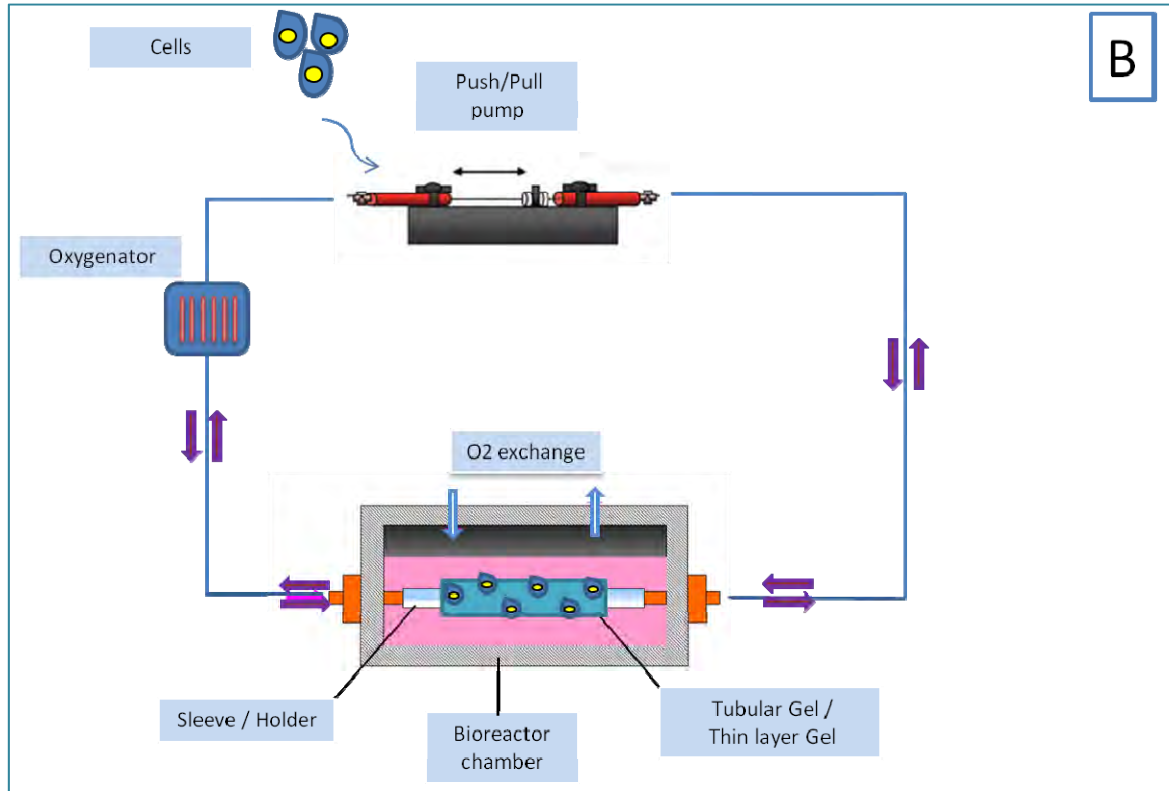 Cells
Push/Pull
pump
B
Oxygenator
O2 exchange
Sleeve / Holder
Bioreactor
chamber
Tubular Gel /
Thin layer Gel